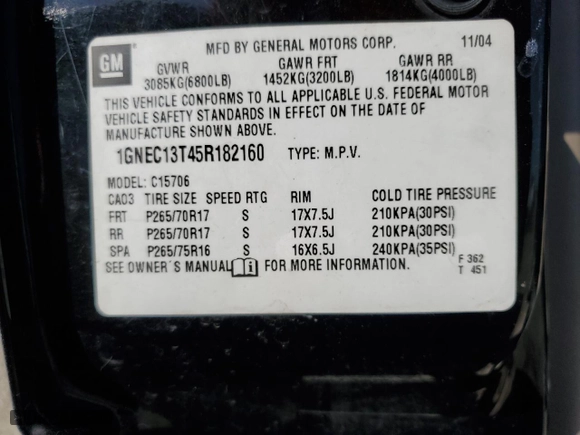 GM
MFD BY GENERAL MOTORS CORP. 11/04
GVWR GAWR FRT GAWR RR
3085KG(6800LB) 1452KG(3200LB) 1814KG(4000LB)
THIS VEHICLE CONFORMS TO ALL APPLICABLE U.S. FEDERAL MOTOR
VEHICLE SAFETY STANDARDS IN EFFECT ON THE DATE OF
MANUFACTURE SHOWN ABOVE.
1GNEC13T45R182160 TYPE: M.P.V.
MODEL: C15706
CA03 TIRE SIZE SPEED RTG RIM COLD TIRE PRESSURE
FRT P265/70R17 S 17X7.5J 210KPA(30PSI)
RR P265/70R17 S 17X7.5J 210KPA(30PSI)
SPA P265/75R16 S 16X6.5J 240KPA(35PSI)
SEE OWNER'S MANUAL i FOR MORE INFORMATION. F 362
T 451